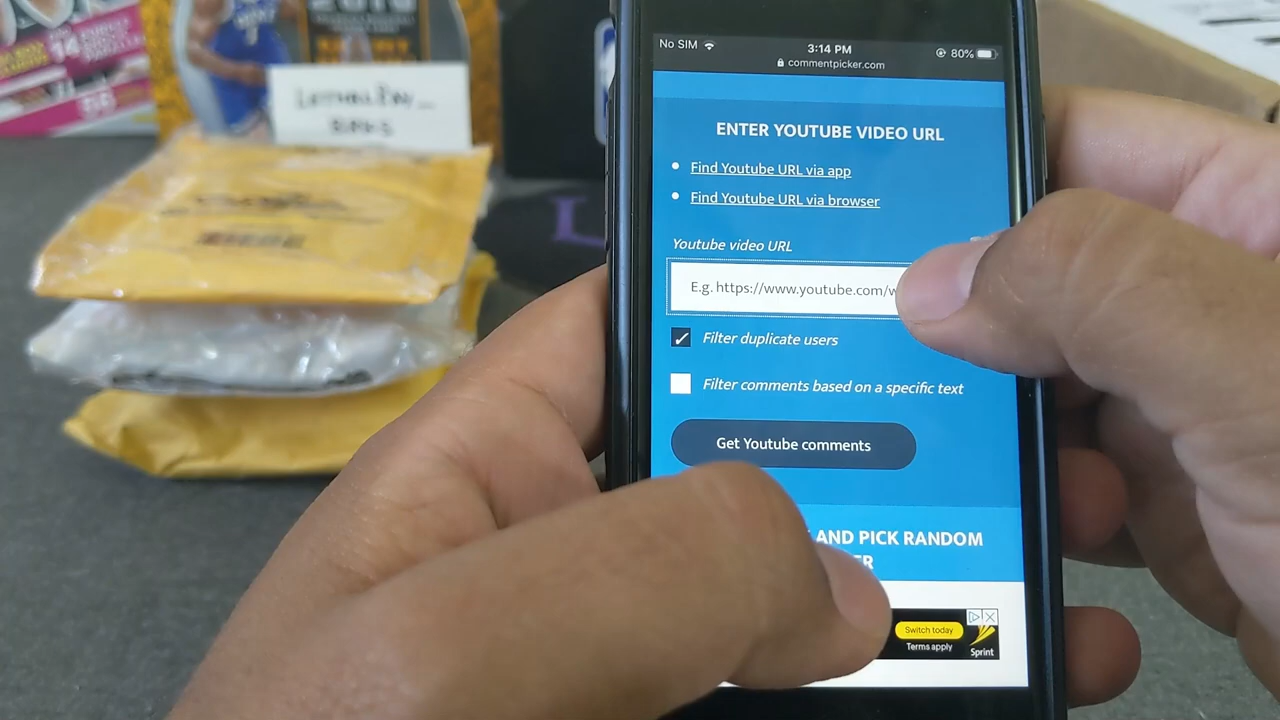 No SIM 3:14 PM 80%
commentpicker.com
ENTER YOUTUBE VIDEO URL
Find Youtube URL via app
Find Youtube URL via browser
Youtube video URL
E.g. https://www.youtube.com/w
Filter duplicate users
Filter comments based on a specific text
Get Youtube comments
AND PICK RANDOM
ER
Switch today
Terms apply
Sprint